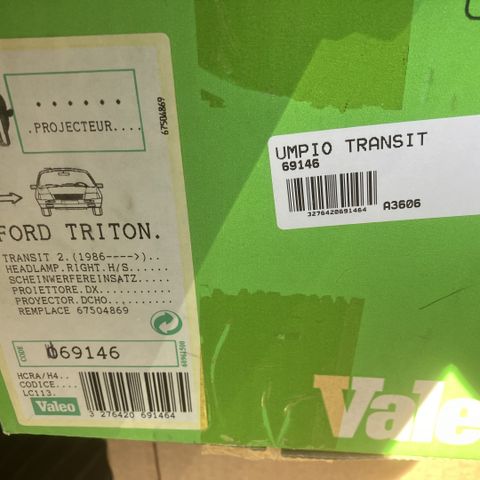 ......
.PROJECTEUR....
67504869
FORD TRITON.
TRANSIT 2.(1986---->)..
HEADLAMP.RIGHT.H/S......
SCHEINWERFEREINSATZ.....
PROIETTORE.DX...........
PROYECTOR.DCHO..........
REMPLACE 67504869
CODE
069146
HCRA/H4..
CODICE....
LC113.
Valeo
3 276420 691464
UMPIO TRANSIT
69146
3276420691464
A3606
Vale